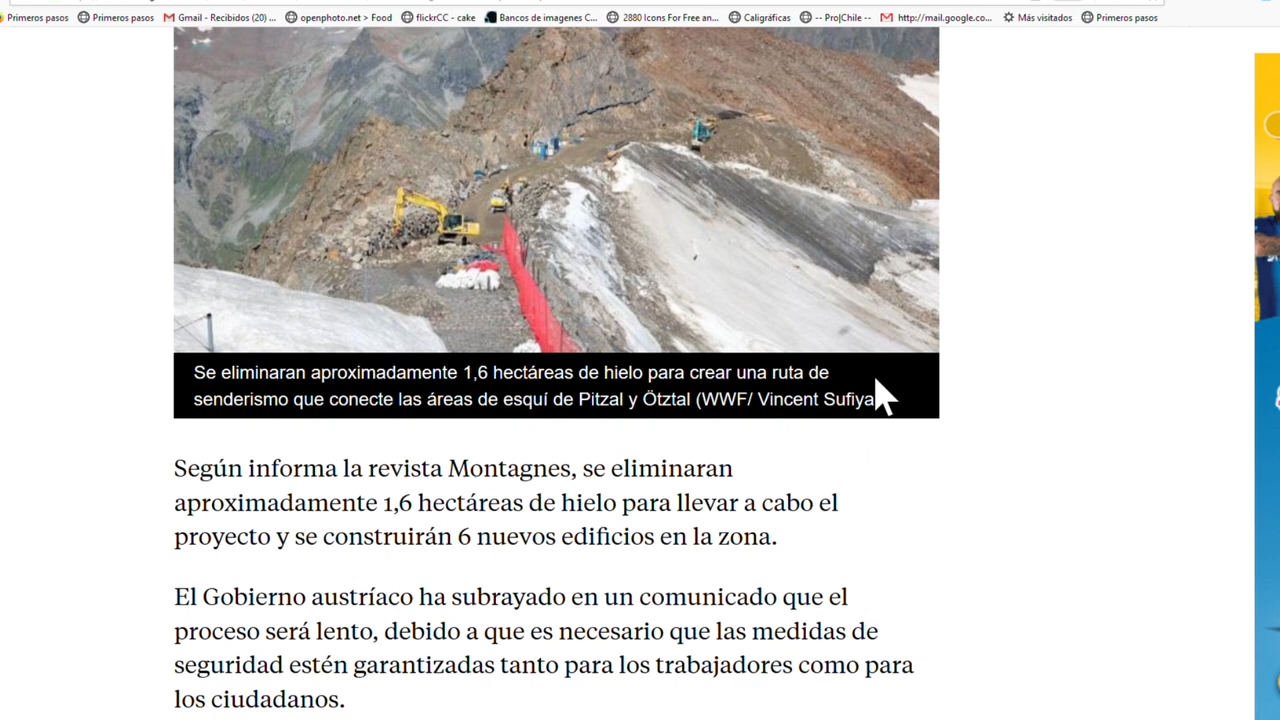 Primeros pasos Primeros pasos Gmail - Recibidos (20) ... openphoto.net > Food flickrCC - cake Bancos de imagenes C... 2880 Icons For Free an... Caligráficas -- Pro|Chile -- http://mail.google.co... Más visitados Primeros pasos
Se eliminaran aproximadamente 1,6 hectáreas de hielo para crear una ruta de
senderismo que conecte las áreas de esquí de Pitzal y Ötztal (WWF/ Vincent Sufiya
Según informa la revista Montagnes, se eliminaran
aproximadamente 1,6 hectáreas de hielo para llevar a cabo el
proyecto y se construirán 6 nuevos edificios en la zona.
El Gobierno austríaco ha subrayado en un comunicado que el
proceso será lento, debido a que es necesario que las medidas de
seguridad estén garantizadas tanto para los trabajadores como para
los ciudadanos.